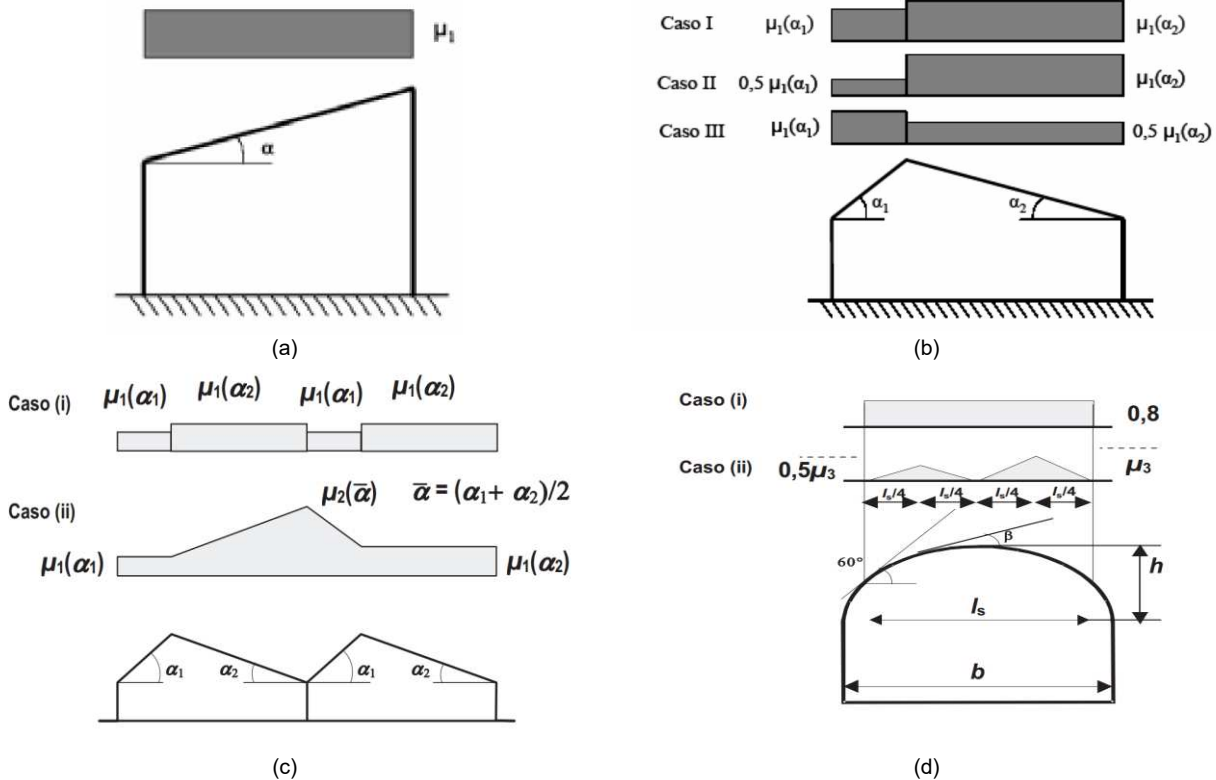 μ₁
α
(a)
Caso I μ₁(α₁) μ₁(α₂)
Caso II 0,5 μ₁(α₁) μ₁(α₂)
Caso III μ₁(α₁) 0,5 μ₁(α₂)
α₁ α₂
(b)
Caso (i) μ₁(α₁) μ₁(α₂) μ₁(α₁) μ₁(α₂)
Caso (ii) μ₂(ᾱ) ᾱ = (α₁+ α₂)/2
μ₁(α₁) μ₁(α₂)
α₁ α₂ α₁ α₂
(c)
Caso (i) 0,8
Caso (ii) 0,5μ₃ μ₃
lₛ/4 lₛ/4 lₛ/4 lₛ/4
β
60°
h
lₛ
b
(d)